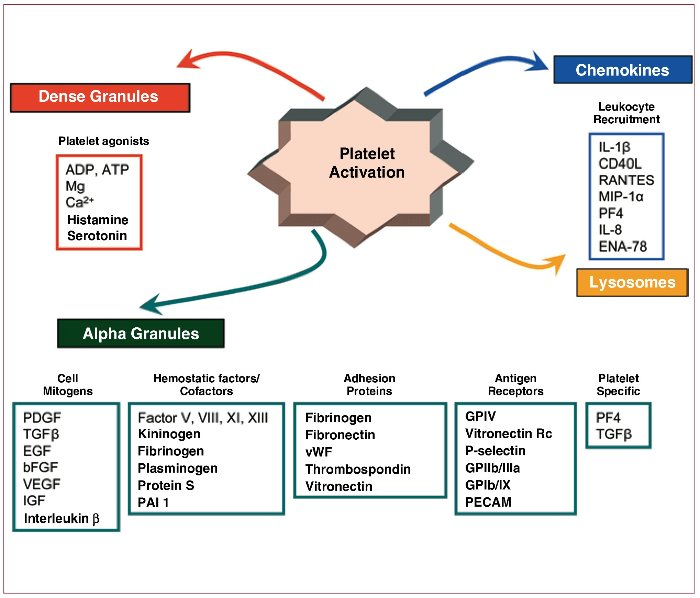 Dense Granules
Platelet agonists
ADP, ATP
Mg
Ca²⁺
Histamine
Serotonin
Platelet
Activation
Chemokines
Leukocyte
Recruitment
IL-1β
CD40L
RANTES
MIP-1α
PF4
IL-8
ENA-78
Lysosomes
Alpha Granules
Cell
Mitogens
PDGF
TGFβ
EGF
bFGF
VEGF
IGF
Interleukin β
Hemostatic factors/
Cofactors
Factor V, VIII, XI, XIII
Kininogen
Fibrinogen
Plasminogen
Protein S
PAI 1
Adhesion
Proteins
Fibrinogen
Fibronectin
vWF
Thrombospondin
Vitronectin
Antigen
Receptors
GPIV
Vitronectin Rc
P-selectin
GPIIb/IIIa
GPIb/IX
PECAM
Platelet
Specific
PF4
TGFβ